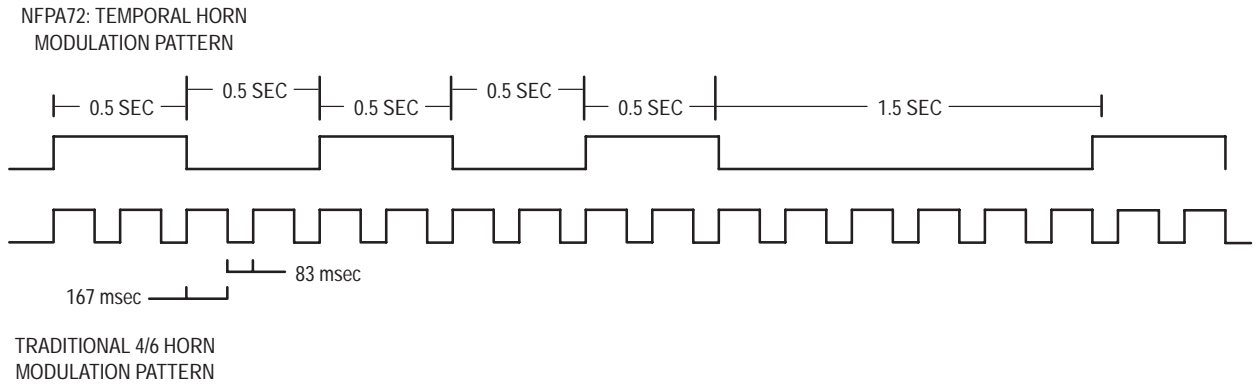 NFPA72: TEMPORAL HORN
MODULATION PATTERN
0.5 SEC
0.5 SEC
0.5 SEC
0.5 SEC
0.5 SEC
1.5 SEC
83 msec
167 msec
TRADITIONAL 4/6 HORN
MODULATION PATTERN